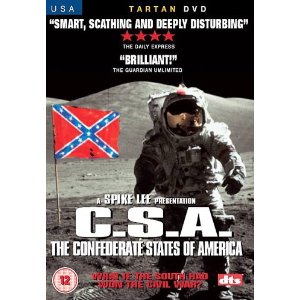 USA
TARTAN DVD
"SMART, SCATHING AND DEEPLY DISTURBING"
★★★★
THE DAILY EXPRESS
"BRILLIANT!"
THE GUARDIAN UNLIMITED
A SPIKE LEE PRESENTATION
C.S.A.
THE CONFEDERATE STATES OF AMERICA
12
WHAT IF THE SOUTH HAD
WON THE CIVIL WAR?
dts